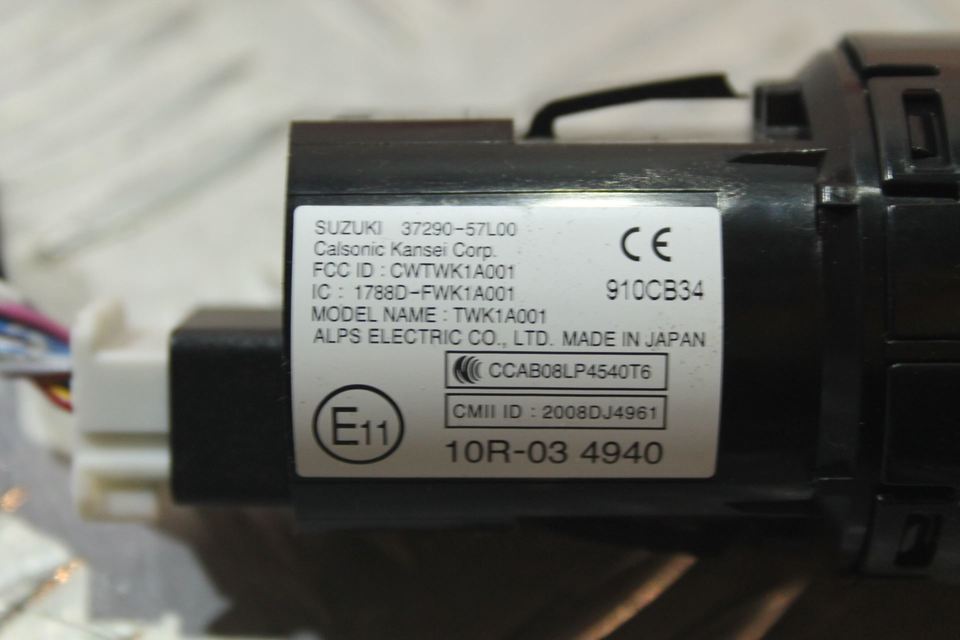 SUZUKI 37290-57L00
Calsonic Kansei Corp.
FCC ID : CWTWK1A001
IC : 1788D-FWK1A001
MODEL NAME : TWK1A001
ALPS ELECTRIC CO., LTD. MADE IN JAPAN
CE
910CB34
CCAB08LP4540T6
CMII ID : 2008DJ4961
E11
10R-03 4940